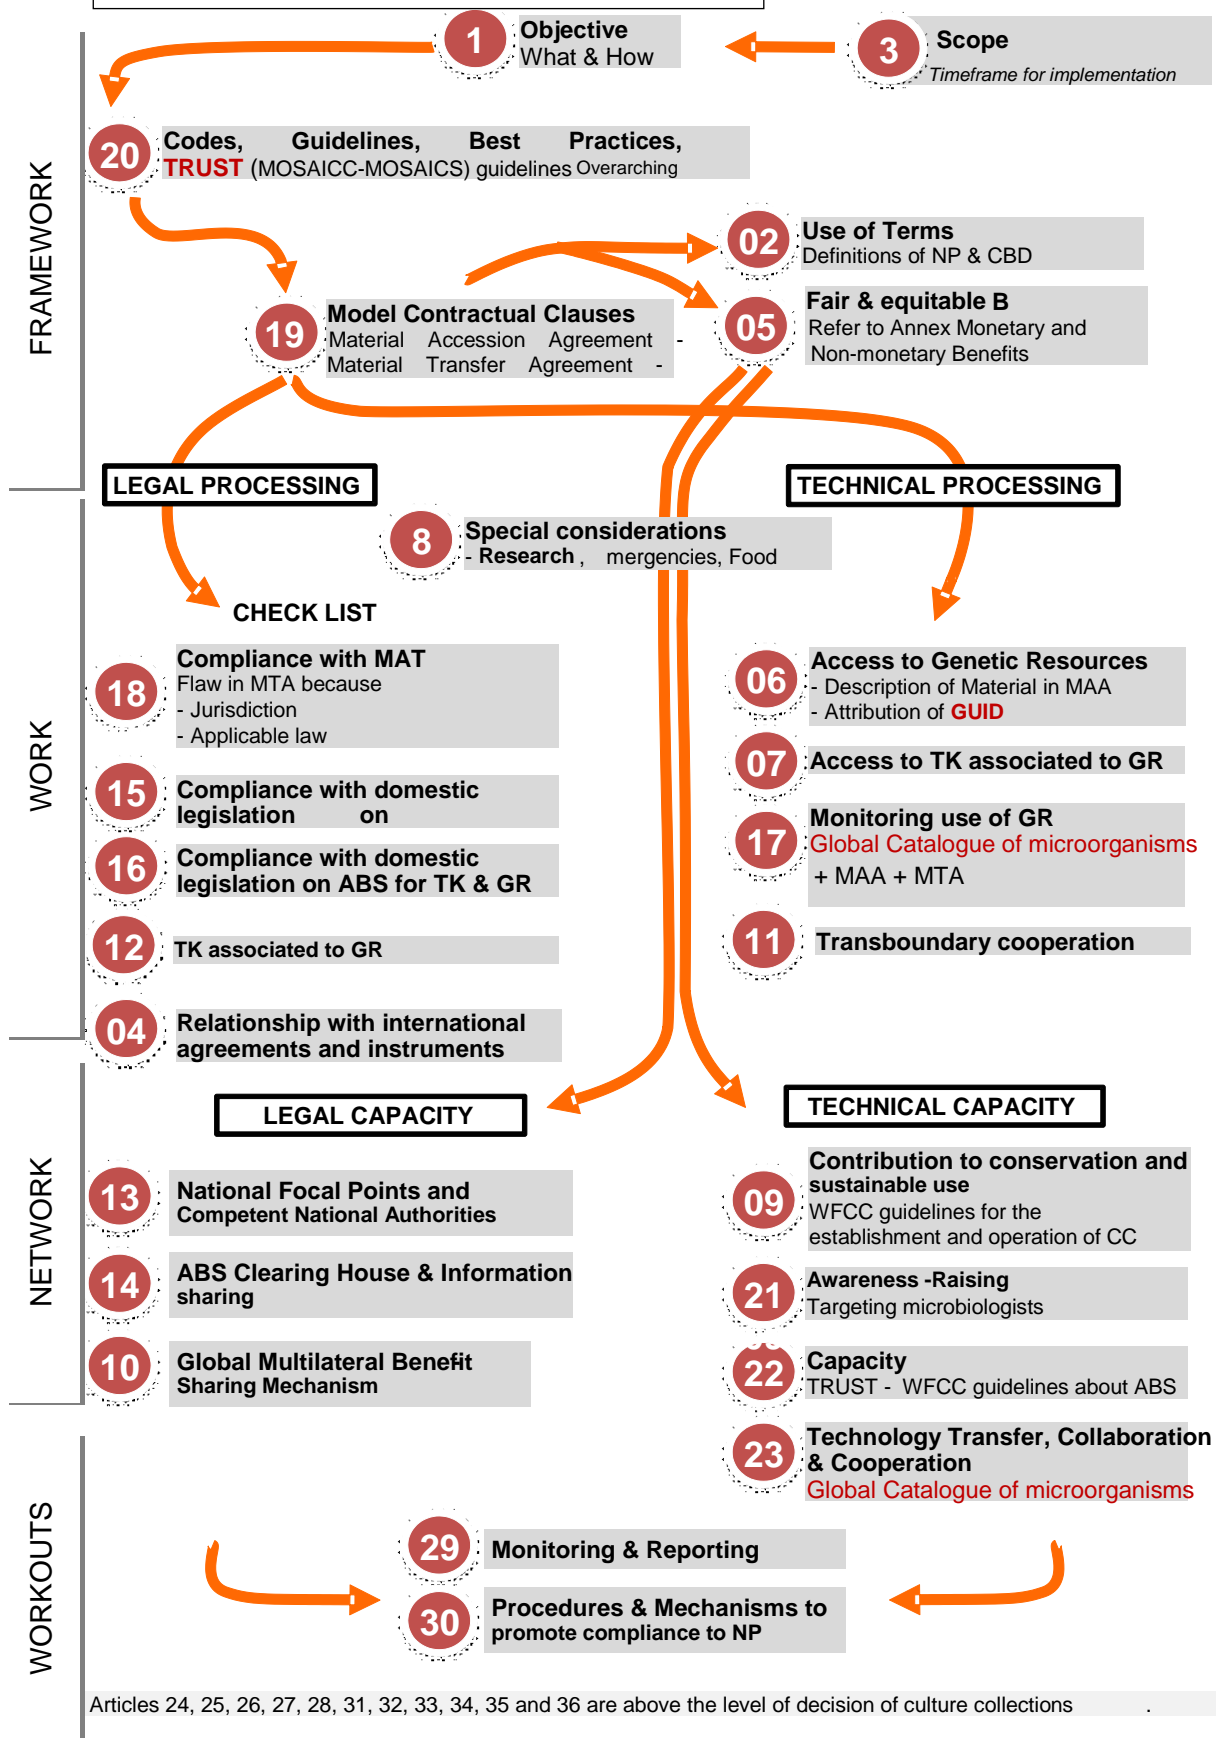 1
Objective
What & How
3
Scope
Timeframe for implementation
FRAMEWORK
20
Codes, Guidelines, Best Practices,
TRUST (MOSAICC-MOSAICS) guidelines Overarching
02
Use of Terms
Definitions of NP & CBD
19
Model Contractual Clauses
Material Accession Agreement -
Material Transfer Agreement -
05
Fair & equitable B
Refer to Annex Monetary and
Non-monetary Benefits
LEGAL PROCESSING
TECHNICAL PROCESSING
8
Special considerations
- Research , mergencies, Food
WORK
CHECK LIST
18
Compliance with MAT
Flaw in MTA because
- Jurisdiction
- Applicable law
15
Compliance with domestic
legislation on
16
Compliance with domestic
legislation on ABS for TK & GR
12
TK associated to GR
04
Relationship with international
agreements and instruments
06
Access to Genetic Resources
- Description of Material in MAA
- Attribution of GUID
07
Access to TK associated to GR
17
Monitoring use of GR
Global Catalogue of microorganisms
+ MAA + MTA
11
Transboundary cooperation
NETWORK
LEGAL CAPACITY
13
National Focal Points and
Competent National Authorities
14
ABS Clearing House & Information
sharing
10
Global Multilateral Benefit-
Sharing Mechanism
TECHNICAL CAPACITY
09
Contribution to conservation and
sustainable use
WFCC guidelines for the
establishment and operation of CC
21
Awareness -Raising
Targeting microbiologists
22
Capacity
TRUST - WFCC guidelines about ABS
23
Technology Transfer, Collaboration
& Cooperation
Global Catalogue of microorganisms
WORKOUTS
29
Monitoring & Reporting
30
Procedures & Mechanisms to
promote compliance to NP
Articles 24, 25, 26, 27, 28, 31, 32, 33, 34, 35 and 36 are above the level of decision of culture collections .